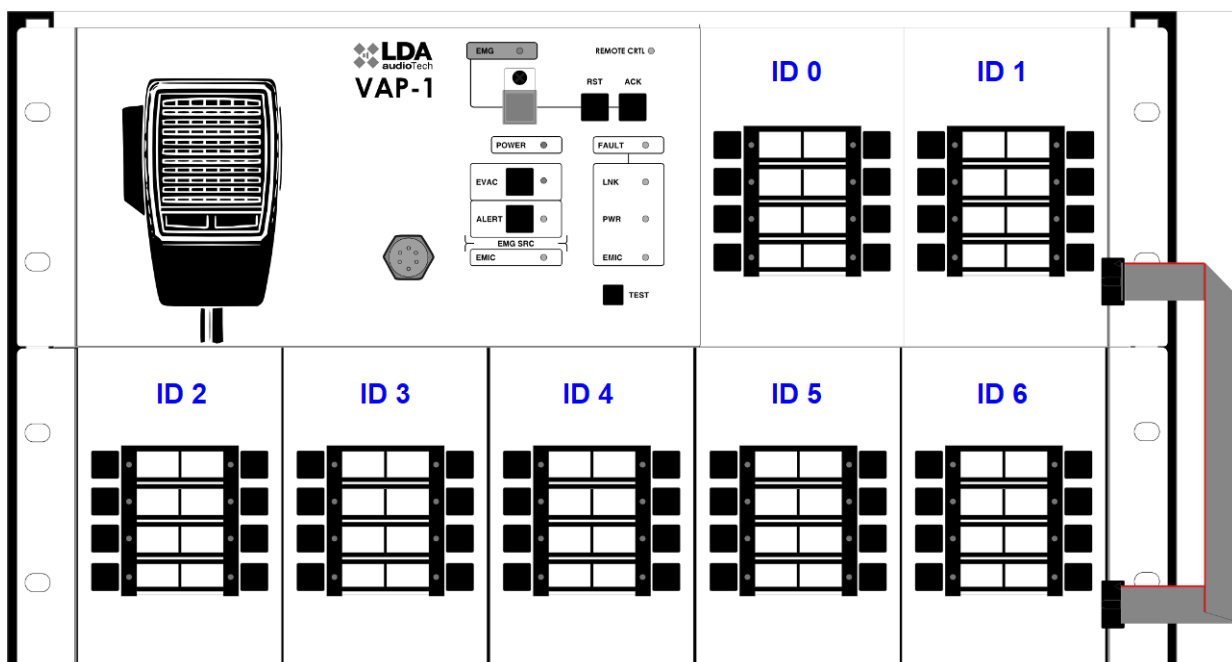 LDA
audioTech
VAP-1
EMG
REMOTE CRTL
RST ACK
POWER FAULT
EVAC LNK
ALERT PWR
EMG SRC
EMIC EMIC
TEST
ID 0 ID 1
ID 2 ID 3 ID 4 ID 5 ID 6